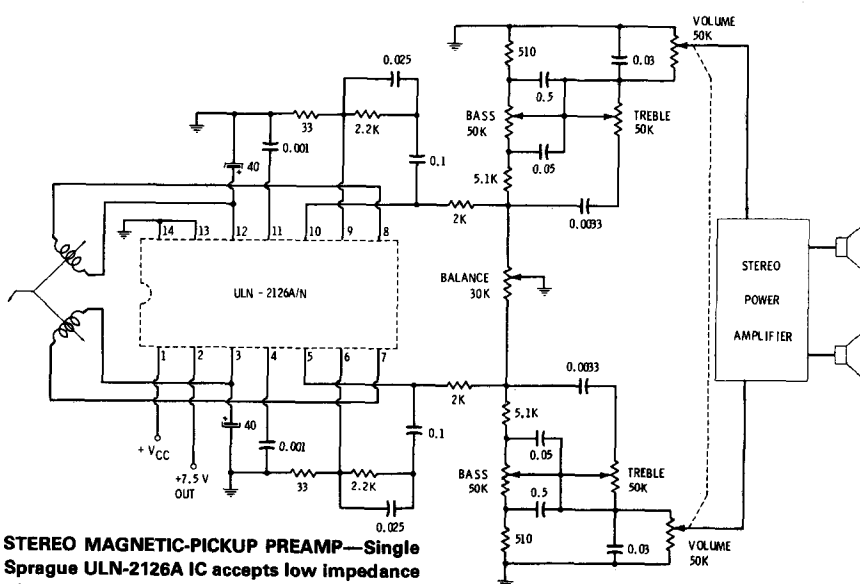 VOLUME
50K
510
0.03
0.025
0.5
BASS
50K
TREBLE
50K
33
2.2K
0.001
40
0.1
0.05
5.1K
2K
0.0033
14
13
12
11
10
9
8
ULN - 2126A/N
BALANCE
30K
STEREO
POWER
AMPLIFIER
1
2
3
4
5
6
7
0.0033
2K
5.1K
+ VCC
+7.5 V
OUT
40
0.001
0.1
0.05
33
2.2K
BASS
50K
TREBLE
50K
0.5
0.025
510
0.03
VOLUME
50K
STEREO MAGNETIC-PICKUP PREAMP—Single
Sprague ULN-2126A IC accepts low impedance